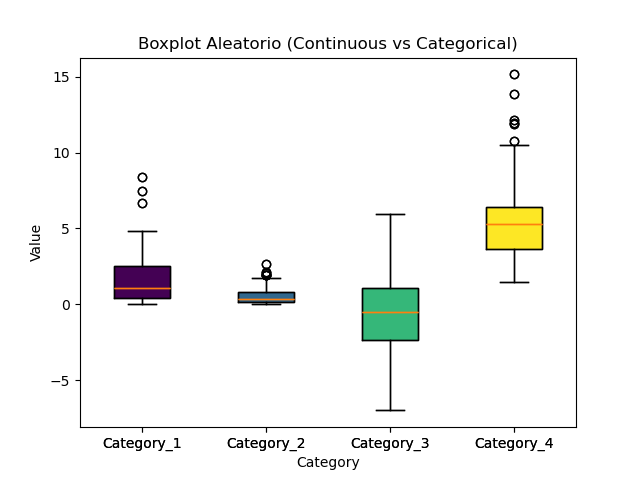 Boxplot Aleatorio (Continuous vs Categorical)
15
10
5
0
−5
Value
Category_1 Category_2 Category_3 Category_4
Category